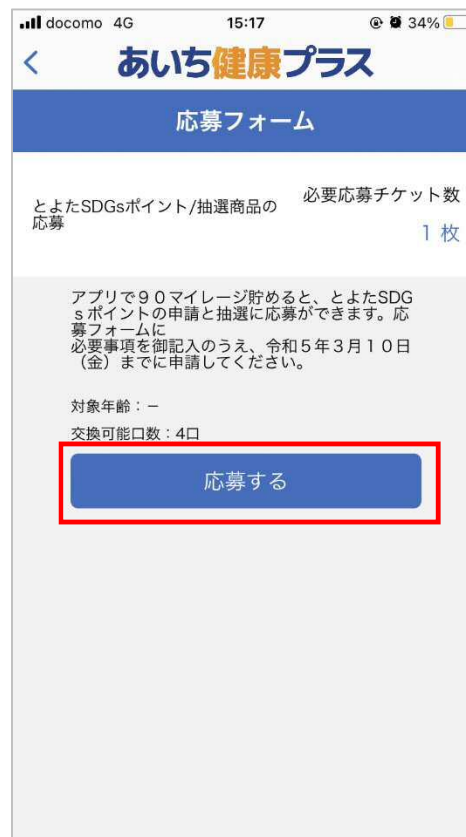 docomo 4G 15:17 34%
あいち健康プラス
応募フォーム
とよたSDGsポイント/抽選商品の
応募
必要応募チケット数
1 枚
アプリで９０マイレージ貯めると、とよたSDG
ｓポイントの申請と抽選に応募ができます。応
募フォームに
必要事項を御記入のうえ、令和５年３月１０日
（金）までに申請してください。
対象年齢：－
交換可能口数：4口
応募する